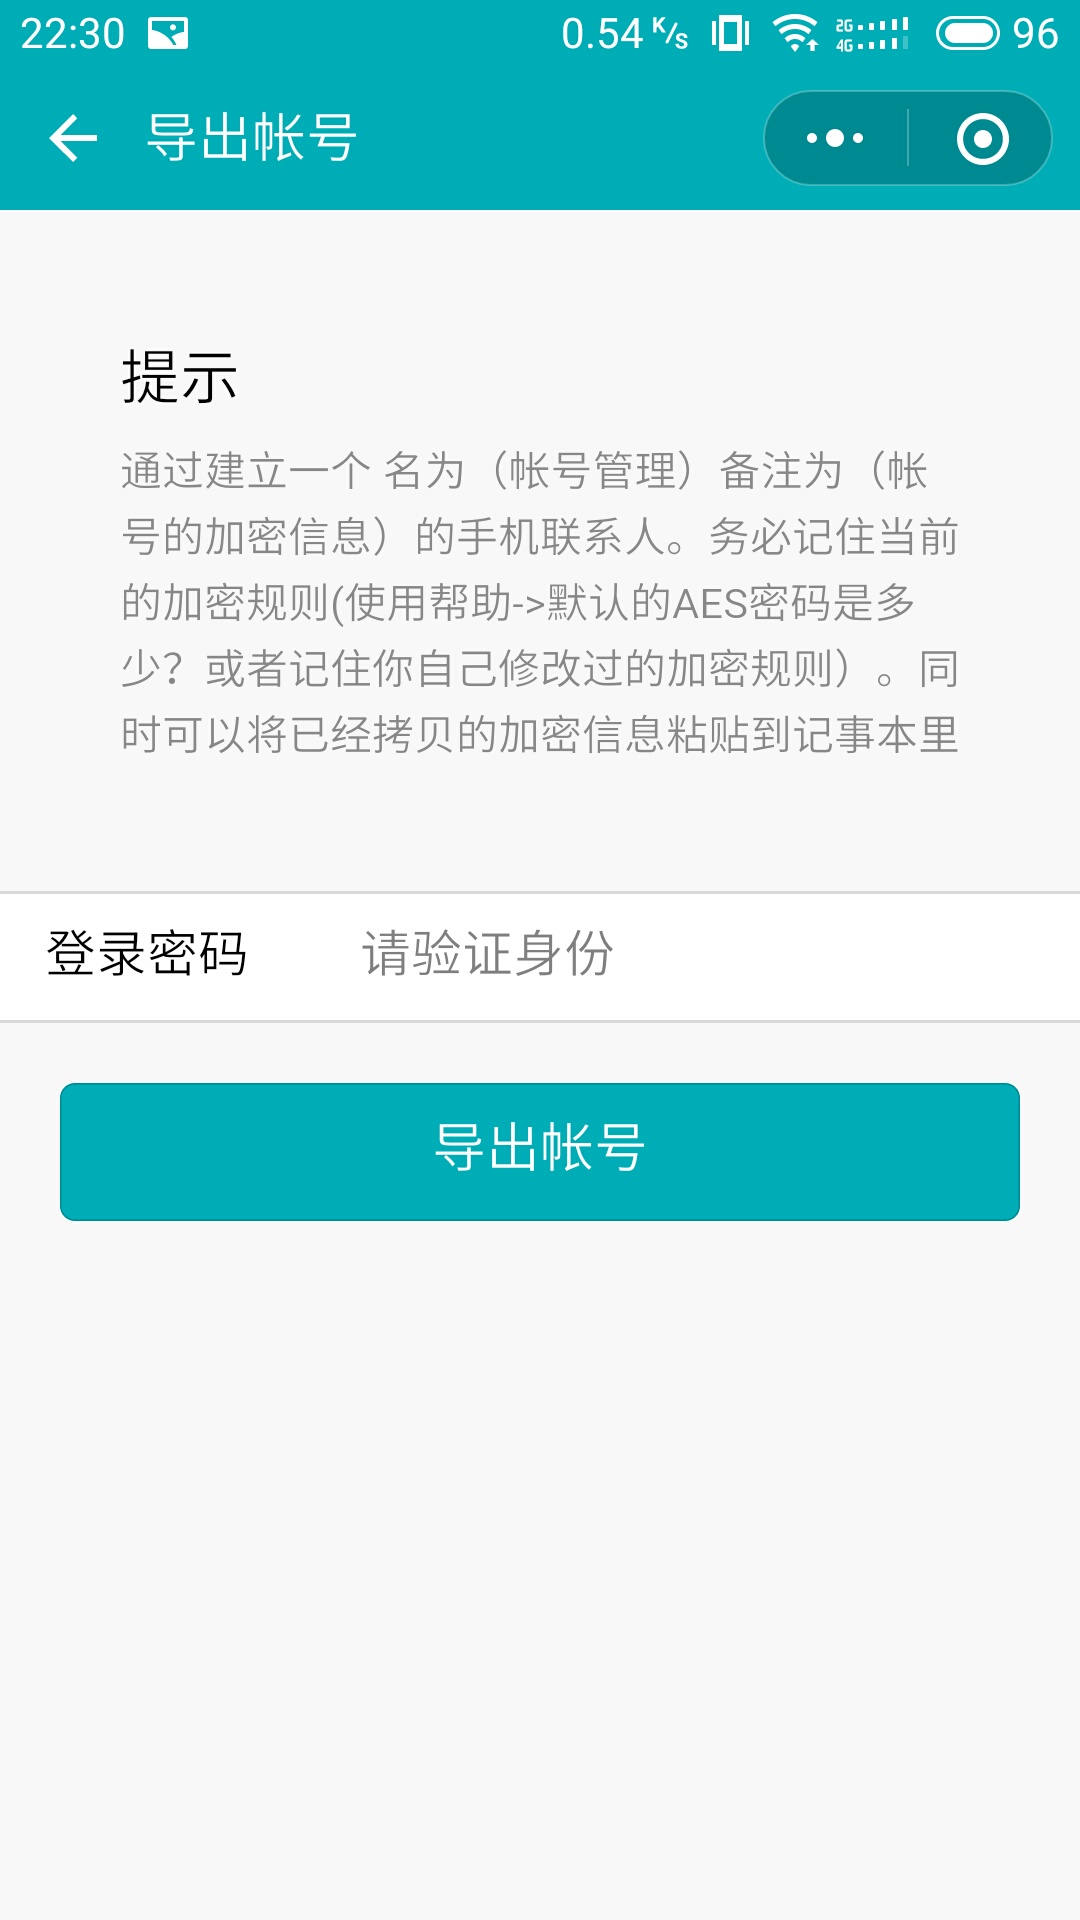 22:30 0.54 K/s 2G 4G 96
导出帐号
提示
通过建立一个 名为（帐号管理）备注为（帐
号的加密信息）的手机联系人。务必记住当前
的加密规则(使用帮助->默认的AES密码是多
少？或者记住你自己修改过的加密规则）。同
时可以将已经拷贝的加密信息粘贴到记事本里
登录密码 请验证身份
导出帐号